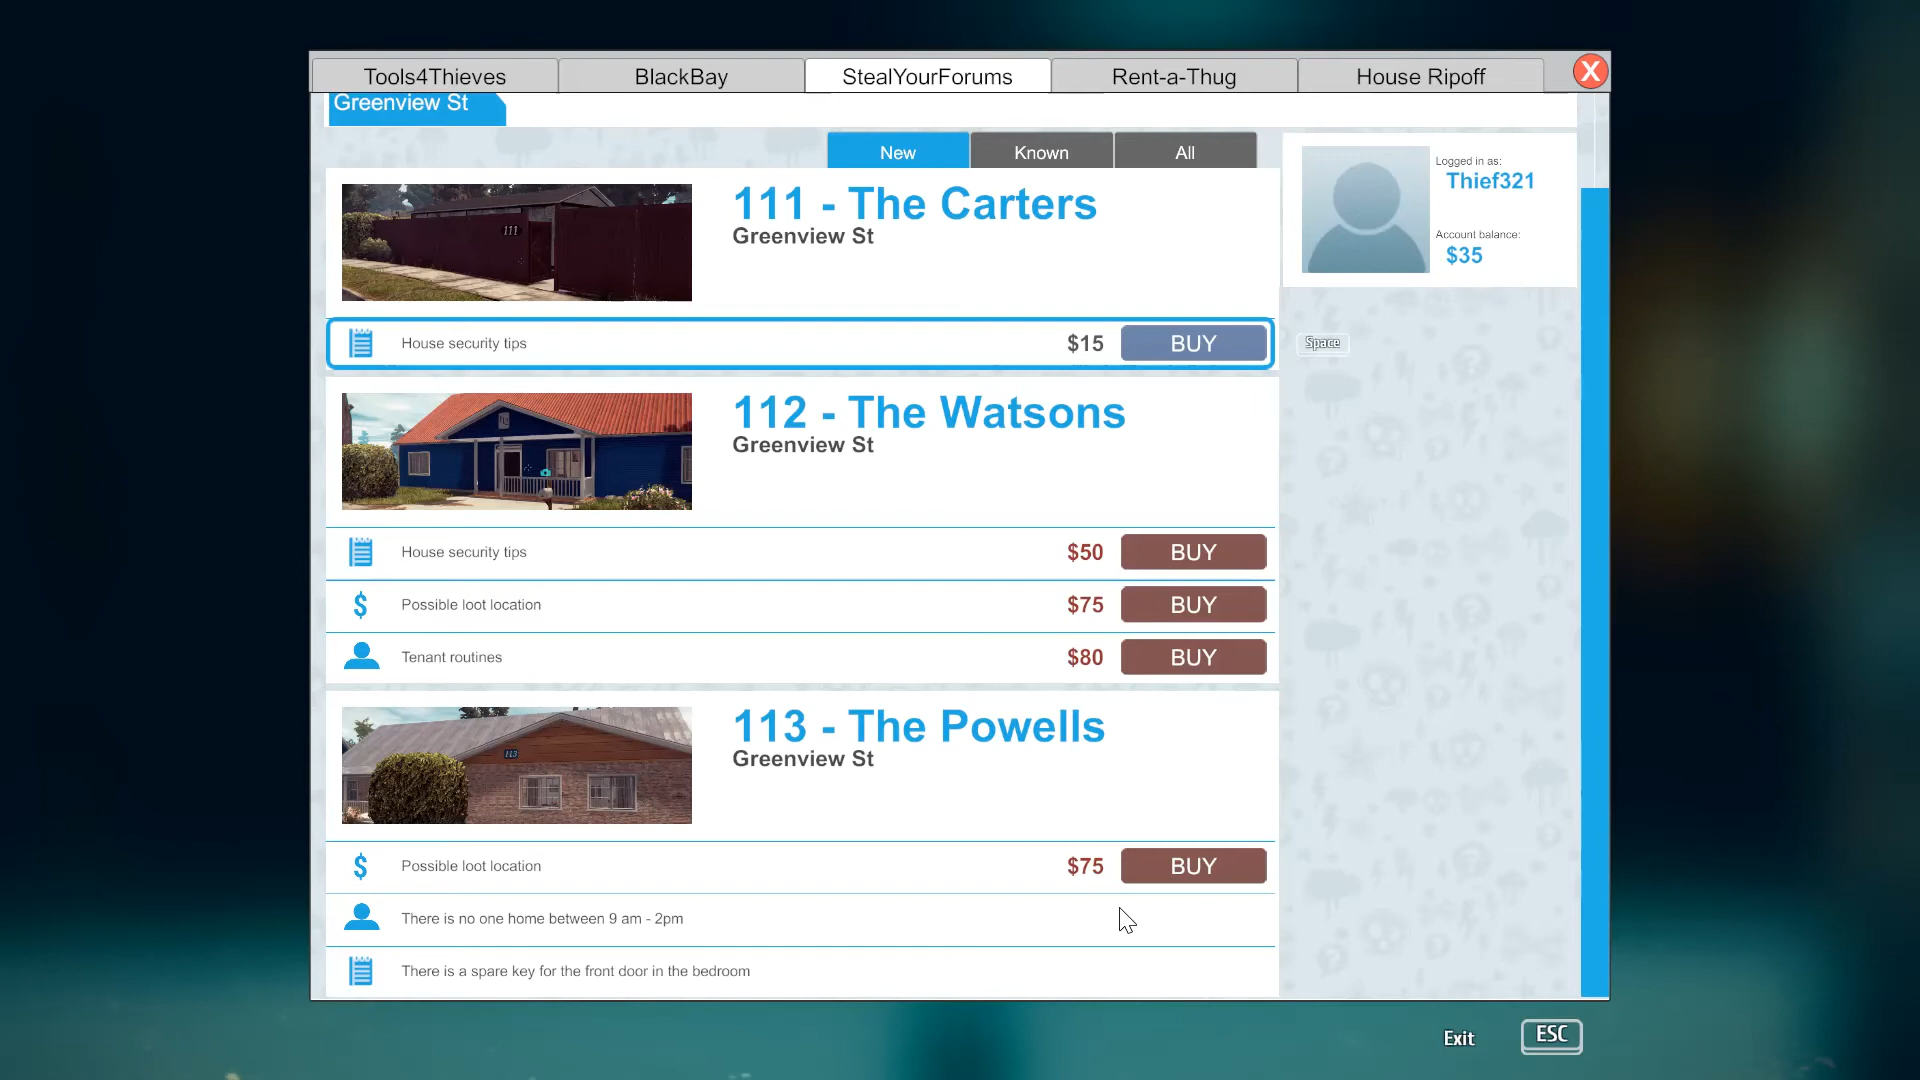 Tools4Thieves
BlackBay
StealYourForums
Rent-a-Thug
House Ripoff
X
Greenview St
New
Known
All
Logged in as:
Thief321
Account balance:
$35
111 - The Carters
Greenview St
111
House security tips
$15
BUY
Space
112 - The Watsons
Greenview St
House security tips
$50
BUY
$
Possible loot location
$75
BUY
Tenant routines
$80
BUY
113 - The Powells
Greenview St
113
$
Possible loot location
$75
BUY
There is no one home between 9 am - 2pm
There is a spare key for the front door in the bedroom
Exit
ESC